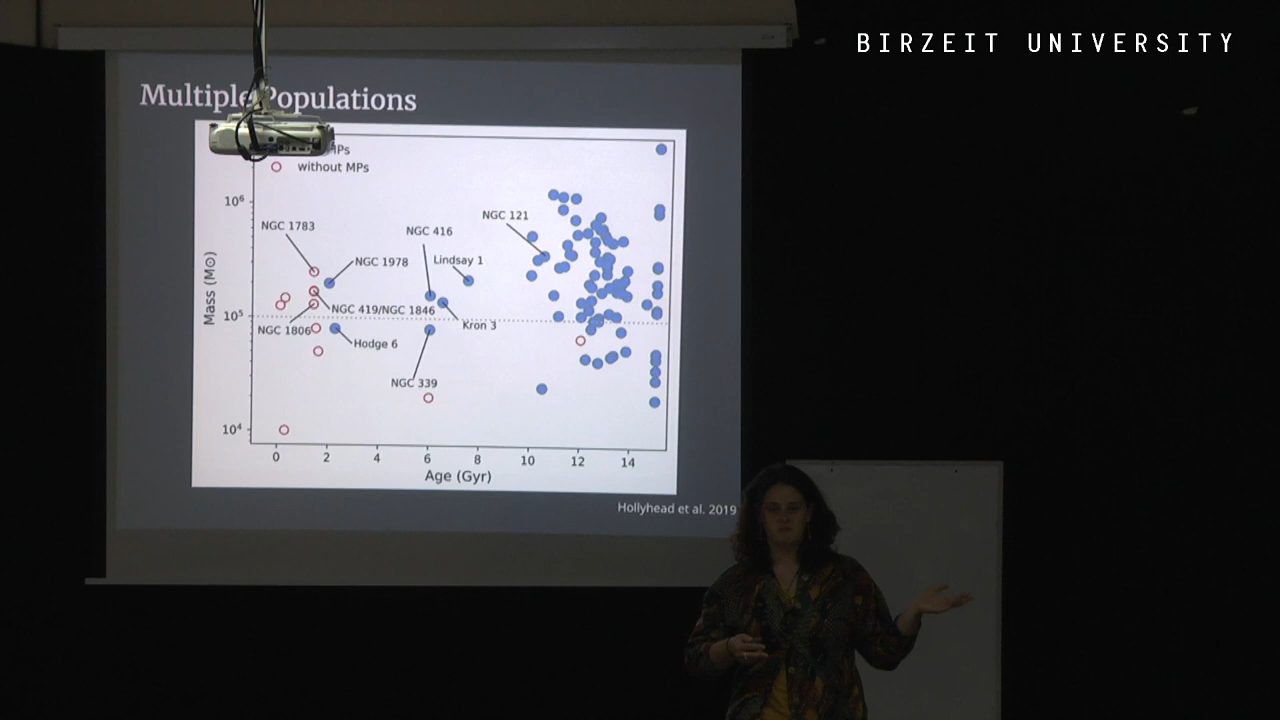 BIRZEIT UNIVERSITY
Multiple Populations
MPs
without MPs
10⁶
NGC 1783
NGC 416
NGC 121
NGC 1978
Lindsay 1
Mass (M⊙)
NGC 419/NGC 1846
10⁵
NGC 1806
Kron 3
Hodge 6
NGC 339
10⁴
0 2 4 6 8 10 12 14
Age (Gyr)
Hollyhead et al. 2019